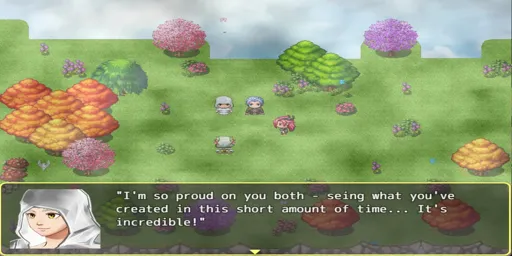 "I'm so proud on you both - seing what you've
created in this short amount of time... It's
incredible!"